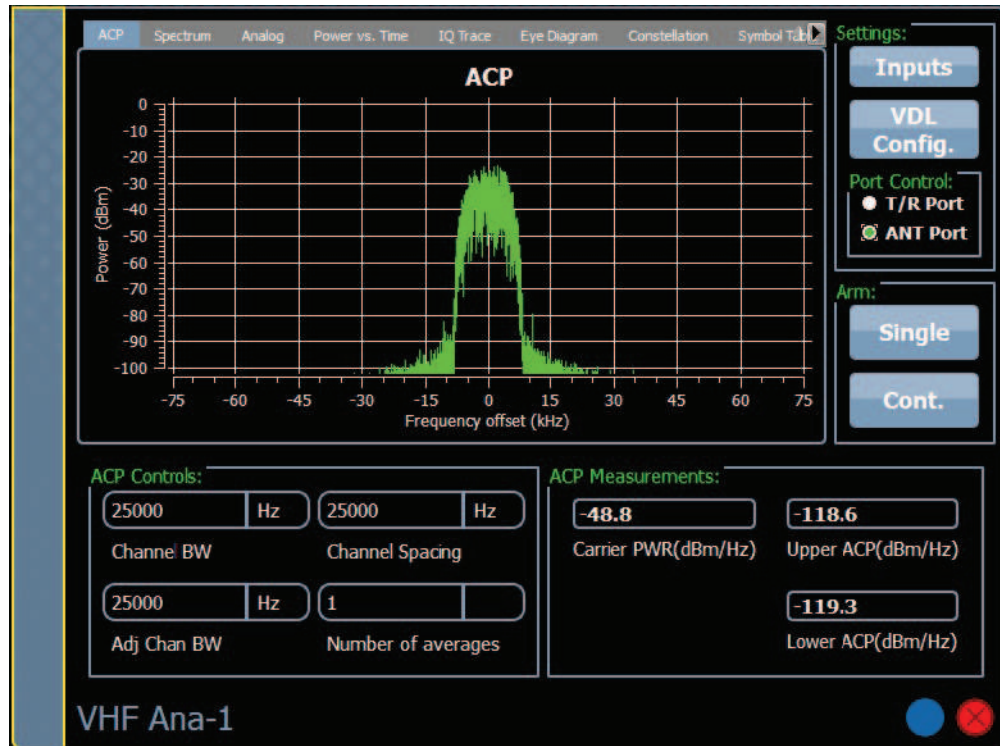 ACP Spectrum Analog Power vs. Time IQ Trace Eye Diagram Constellation Symbol
ACP
0
-10
-20
-30
-40
-50
-60
-70
-80
-90
-100
Power (dBm)
-75 -60 -45 -30 -15 0 15 30 45 60 75
Frequency offset (kHz)
Settings:
Inputs
VDL
Config.
Port Control:
T/R Port
ANT Port
Arm:
Single
Cont.
ACP Controls:
25000 Hz 25000 Hz
Channel BW Channel Spacing
25000 Hz 1
Adj Chan BW Number of averages
ACP Measurements:
-48.8 -118.6
Carrier PWR(dBm/Hz) Upper ACP(dBm/Hz)
-119.3
Lower ACP(dBm/Hz)
VHF Ana-1